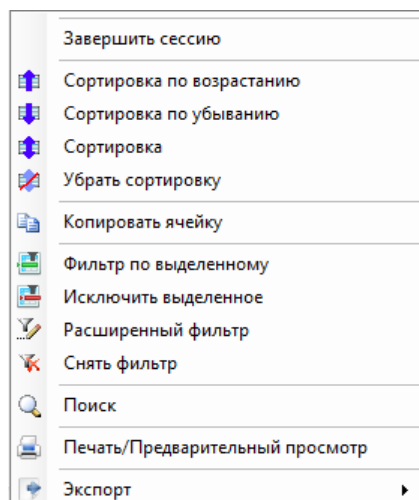 Завершить сессию
Сортировка по возрастанию
Сортировка по убыванию
Сортировка
Убрать сортировку
Копировать ячейку
Фильтр по выделенному
Исключить выделенное
Расширенный фильтр
Снять фильтр
Поиск
Печать/Предварительный просмотр
Экспорт